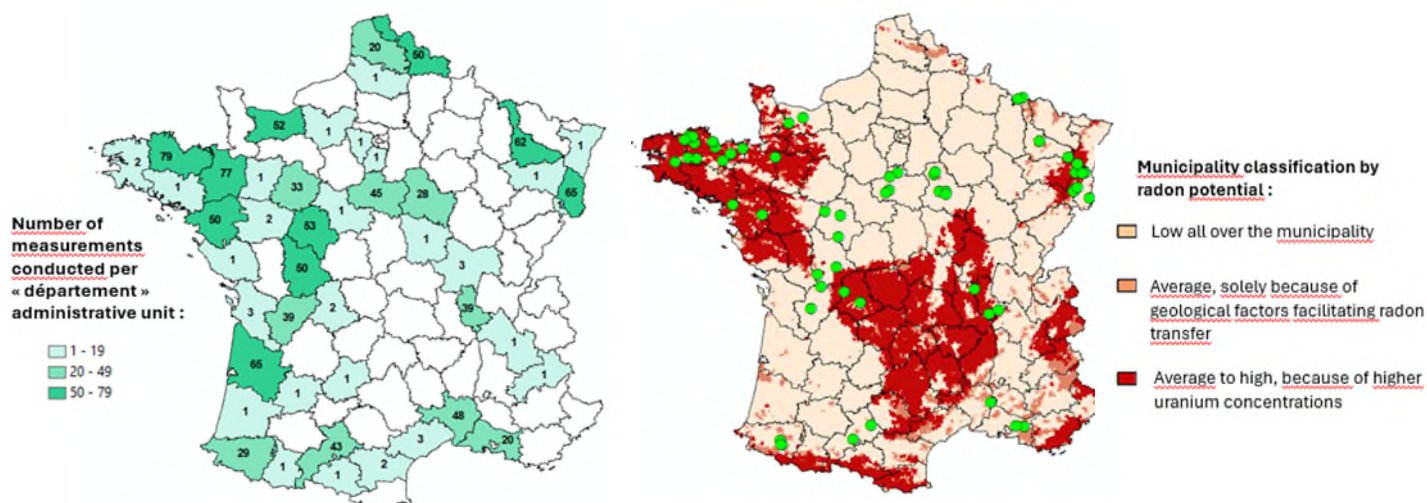 20
50
1
52
1
1
1
62
1
1
65
2
79
1
77
1
33
45
28
50
2
53
1
1
1
50
3
3
39
2
39
65
1
1
1
1
1
48
20
29
43
3
1
1
2
Number of
measurements
conducted per
« département »
administrative unit :
1 - 19
20 - 49
50 - 79
Municipality classification by
radon potential :
Low all over the municipality
Average, solely because of
geological factors facilitating radon
transfer
Average to high, because of higher
uranium concentrations